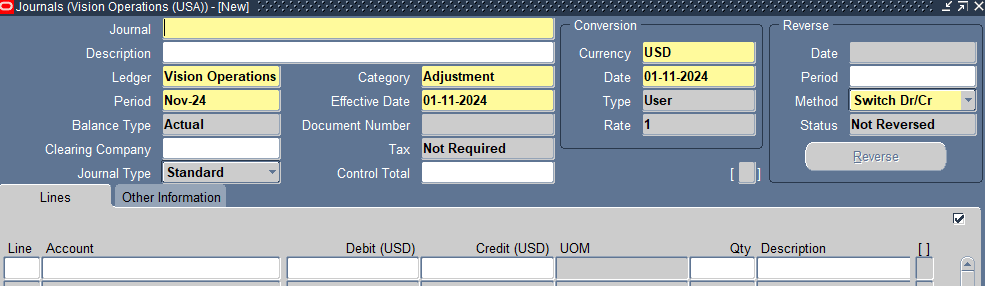 Journals (Vision Operations (USA)) - [New]
Journal
Description
Ledger Vision Operations Category Adjustment
Period Nov-24 Effective Date 01-11-2024
Balance Type Actual Document Number
Clearing Company Tax Not Required
Journal Type Standard Control Total
Conversion
Currency USD
Date 01-11-2024
Type User
Rate 1
Reverse
Date
Period
Method Switch Dr/Cr
Status Not Reversed
Reverse
[ ]
Lines Other Information
Line Account Debit (USD) Credit (USD) UOM Qty Description [ ]